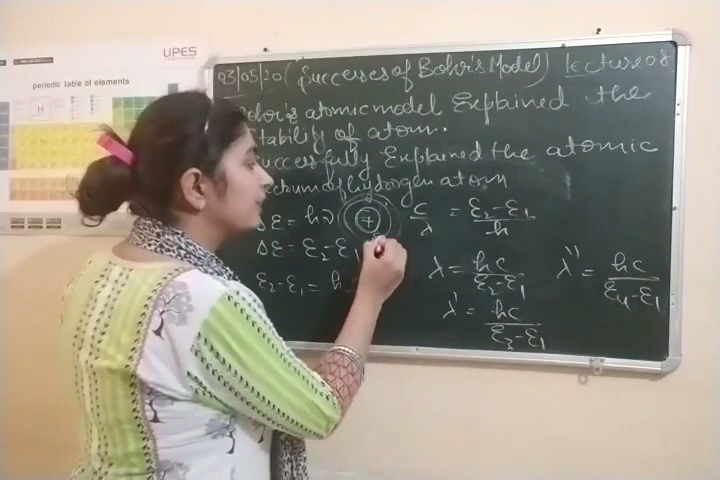 UPES
periodic table of elements
H
03/05/20 (Successes of Bohr's Model) lecture 08
Bohr's atomic model Explained the
stability of atom.
successfully Explained the atomic
spectrum of hydrogen atom
ΔE = hν
+
c/λ = E₂-E₁/h
ΔE = E₂-E₁
E₂-E₁ = h
λ = hc/E₂-E₁
λ'' = hc/E₄-E₁
λ' = hc/E₃-E₁